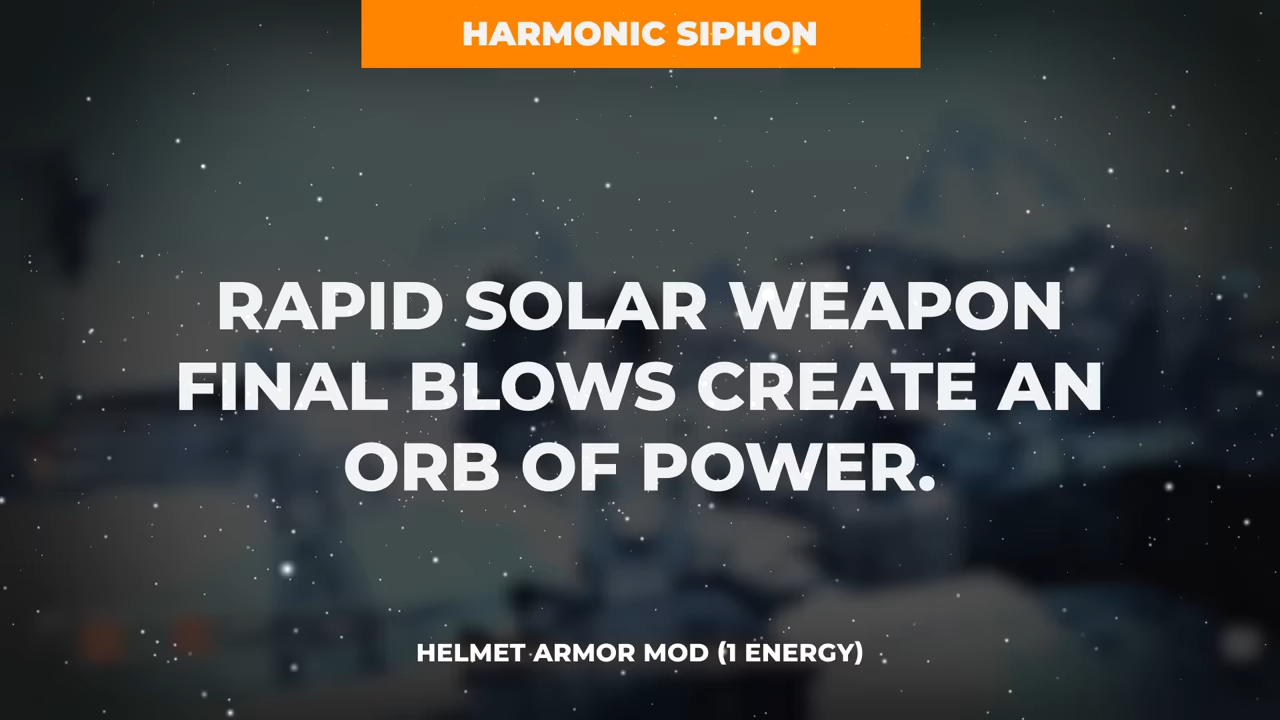 HARMONIC SIPHON
RAPID SOLAR WEAPON
FINAL BLOWS CREATE AN
ORB OF POWER.
HELMET ARMOR MOD (1 ENERGY)